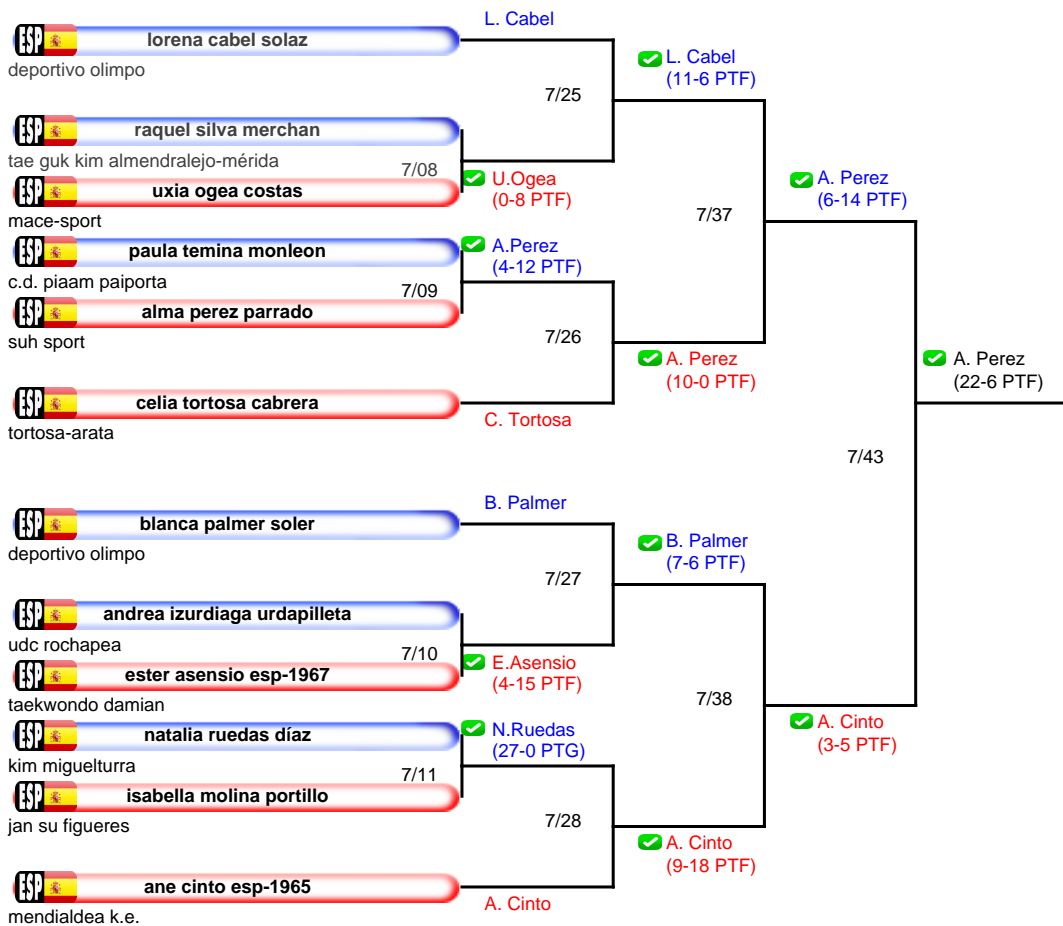 L. Cabel
ESP lorena cabel solaz
deportivo olimpo
L. Cabel
(11-6 PTF)
7/25
ESP raquel silva merchan
tae guk kim almendralejo-mérida
7/08
ESP uxia ogea costas
U.Ogea
(0-8 PTF)
mace-sport
A. Perez
(6-14 PTF)
7/37
ESP paula temina monleon
A.Perez
(4-12 PTF)
c.d. piaam paiporta
7/09
ESP alma perez parrado
suh sport
7/26
A. Perez
(10-0 PTF)
A. Perez
(22-6 PTF)
ESP celia tortosa cabrera
C. Tortosa
tortosa-arata
7/43
B. Palmer
ESP blanca palmer soler
deportivo olimpo
B. Palmer
(7-6 PTF)
7/27
ESP andrea izurdiaga urdapilleta
udc rochapea
7/10
ESP ester asensio esp-1967
E.Asensio
(4-15 PTF)
taekwondo damian
7/38
A. Cinto
(3-5 PTF)
ESP natalia ruedas díaz
N.Ruedas
(27-0 PTG)
kim miguelturra
7/11
ESP isabella molina portillo
jan su figueres
7/28
A. Cinto
(9-18 PTF)
ESP ane cinto esp-1965
A. Cinto
mendialdea k.e.